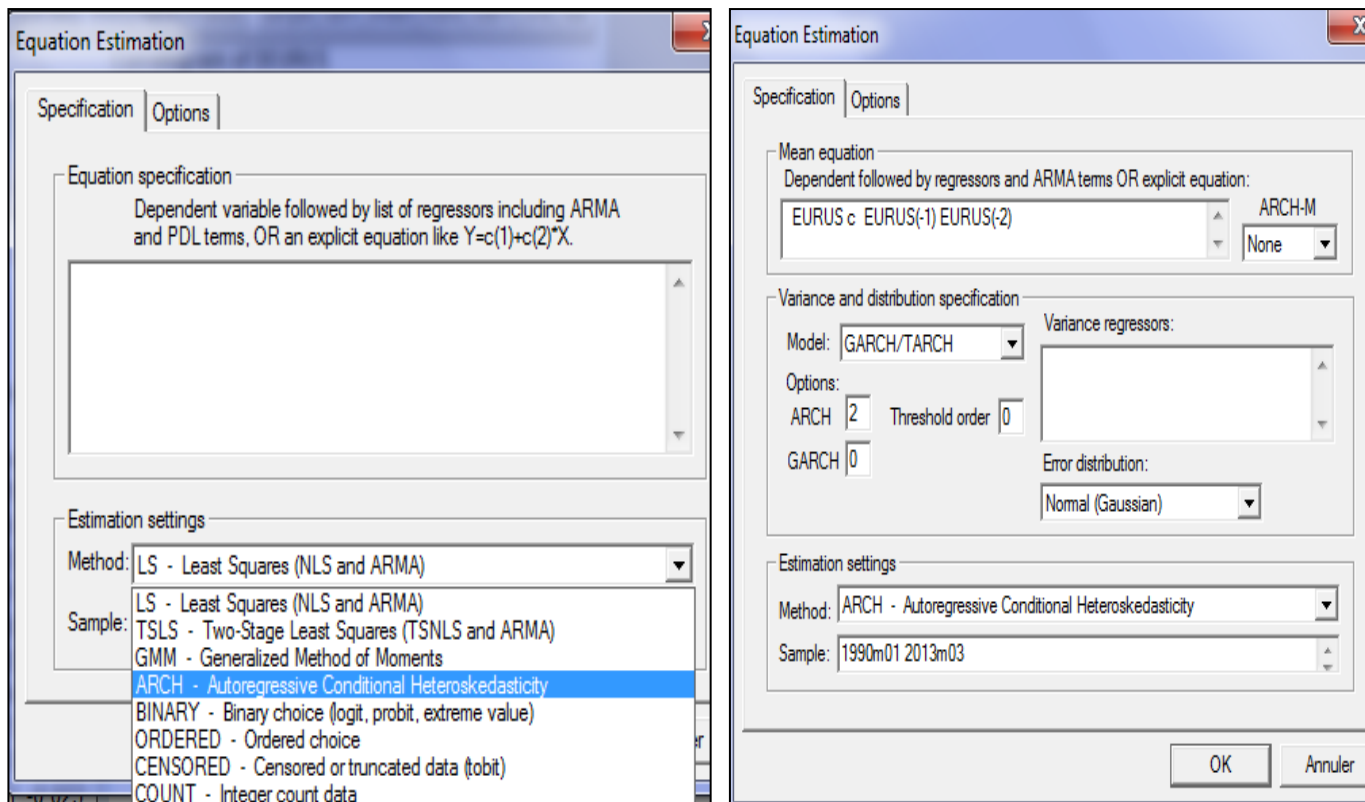 Equation Estimation
Specification
Options
Equation specification
Dependent variable followed by list of regressors including ARMA
and PDL terms, OR an explicit equation like Y=c(1)+c(2)*X.
Estimation settings
Method: LS - Least Squares (NLS and ARMA)
LS - Least Squares (NLS and ARMA)
Sample:
TSLS - Two-Stage Least Squares (TSNLS and ARMA)
GMM - Generalized Method of Moments
ARCH - Autoregressive Conditional Heteroskedasticity
BINARY - Binary choice (logit, probit, extreme value)
ORDERED - Ordered choice
CENSORED - Censored or truncated data (tobit)
COUNT - Integer count data
Equation Estimation
Specification
Options
Mean equation
Dependent followed by regressors and ARMA terms OR explicit equation:
EURUS c EURUS(-1) EURUS(-2)
ARCH-M
None
Variance and distribution specification
Model: GARCH/TARCH
Options:
ARCH 2 Threshold order 0
GARCH 0
Variance regressors:
Error distribution:
Normal (Gaussian)
Estimation settings
Method: ARCH - Autoregressive Conditional Heteroskedasticity
Sample: 1990m01 2013m03
OK Annuler